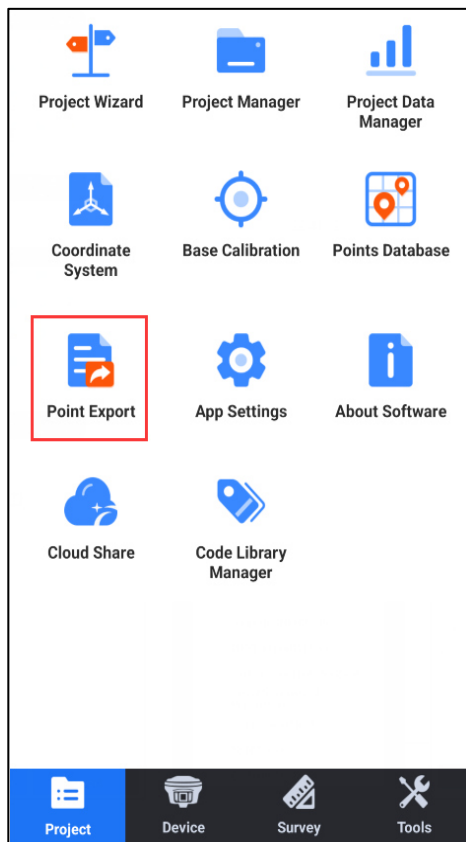 Project Wizard
Project Manager
Project Data
Manager
Coordinate
System
Base Calibration
Points Database
Point Export
App Settings
About Software
Cloud Share
Code Library
Manager
Project
Device
Survey
Tools